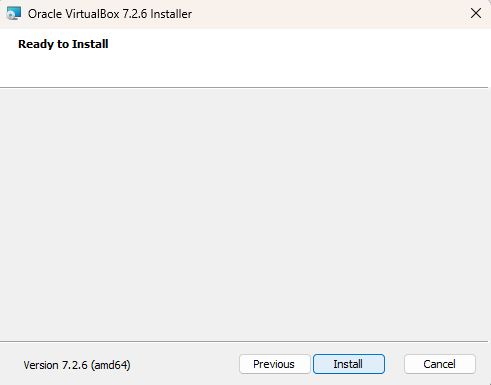 Oracle VirtualBox 7.2.6 Installer
Ready to Install
Version 7.2.6 (amd64)
Previous
Install
Cancel